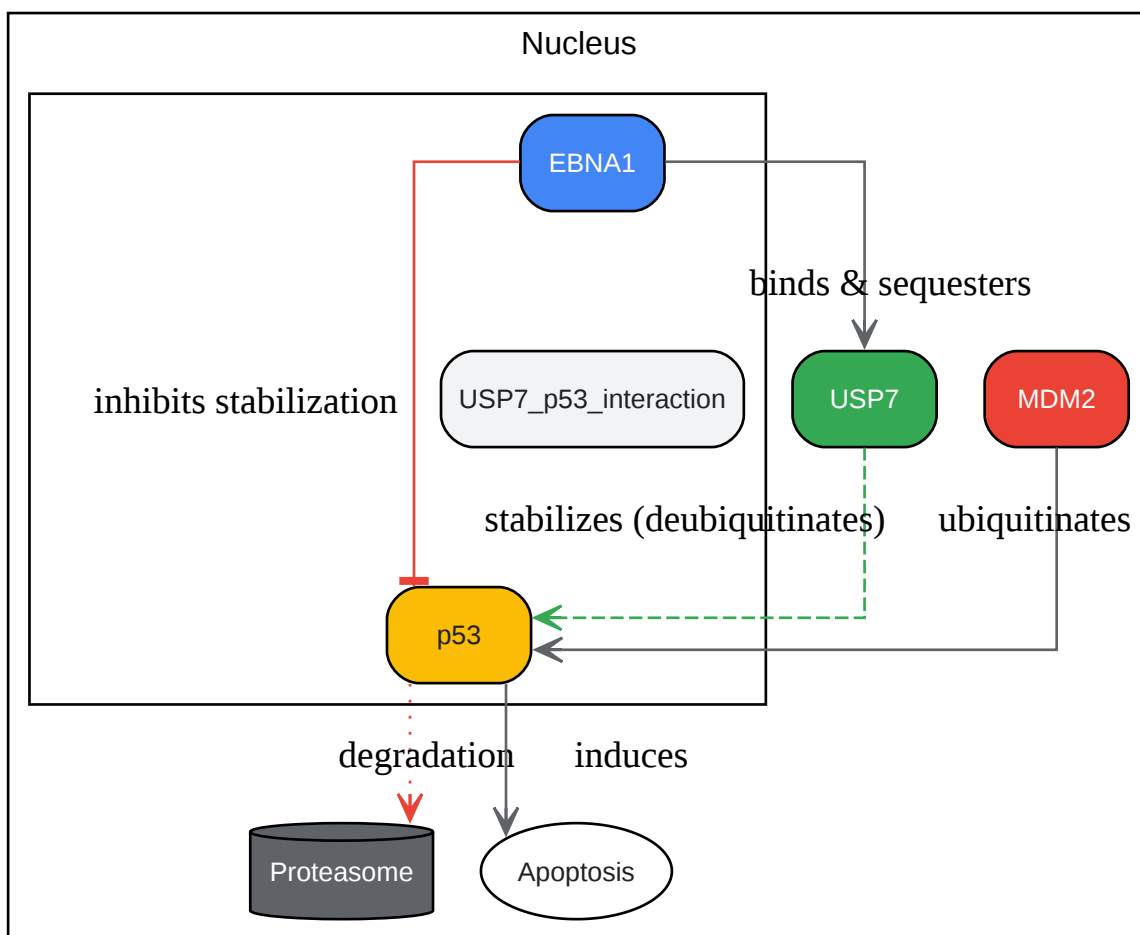 Nucleus
EBNA1
binds & sequesters
inhibits stabilization
USP7_p53_interaction
USP7
MDM2
stabilizes (deubiquitinates)
ubiquitinates
p53
degradation
induces
Proteasome
Apoptosis